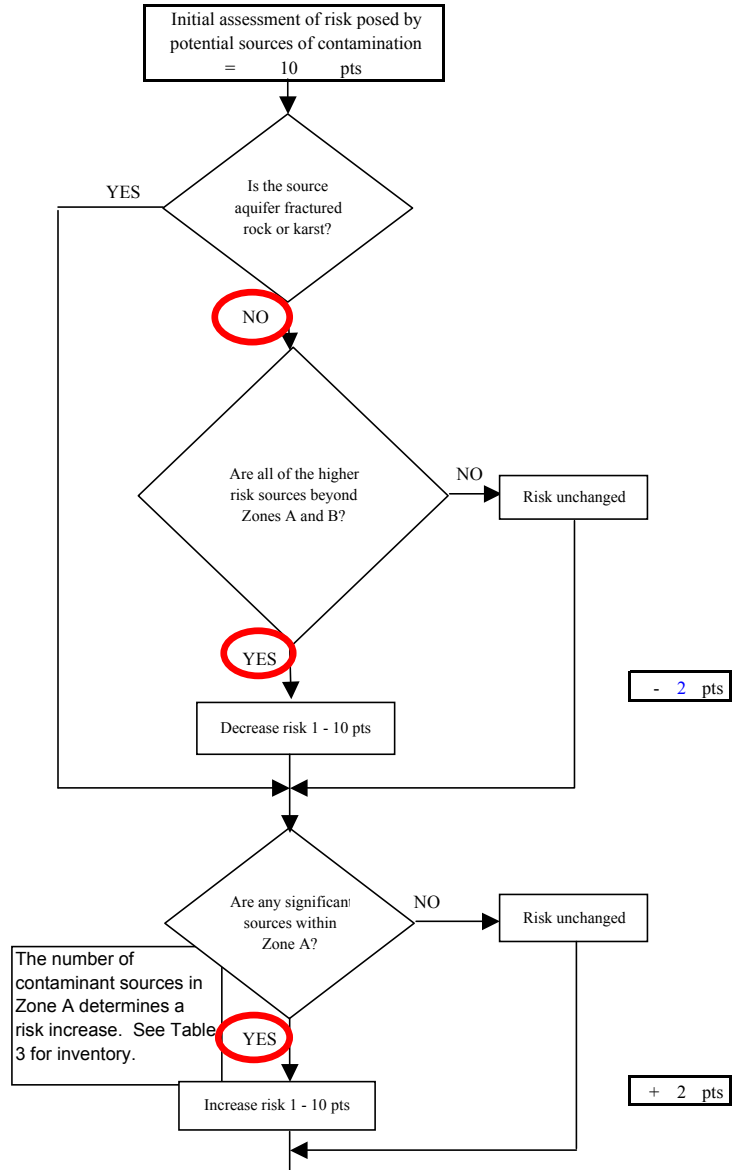 Initial assessment of risk posed by
potential sources of contamination
= 10 pts
YES
Is the source
aquifer fractured
rock or karst?
NO
Are all of the higher
risk sources beyond
Zones A and B?
NO
Risk unchanged
YES
- 2 pts
Decrease risk 1 - 10 pts
Are any significant
sources within
Zone A?
NO
Risk unchanged
The number of
contaminant sources in
Zone A determines a
risk increase. See Table
3 for inventory.
YES
+ 2 pts
Increase risk 1 - 10 pts